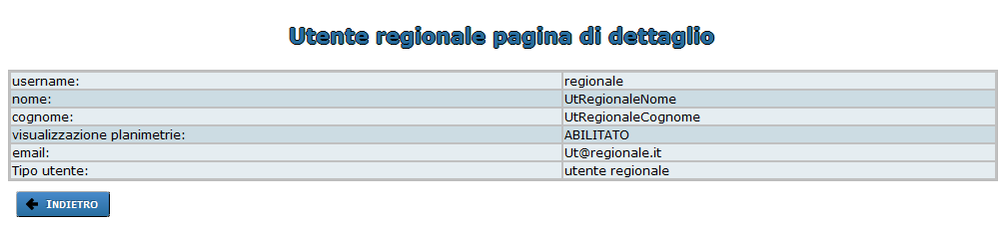 Utente regionale pagina di dettaglio
username: regionale
nome: UtRegionaleNome
cognome: UtRegionaleCognome
visualizzazione planimetrie: ABILITATO
email: Ut@regionale.it
Tipo utente: utente regionale
INDIETRO